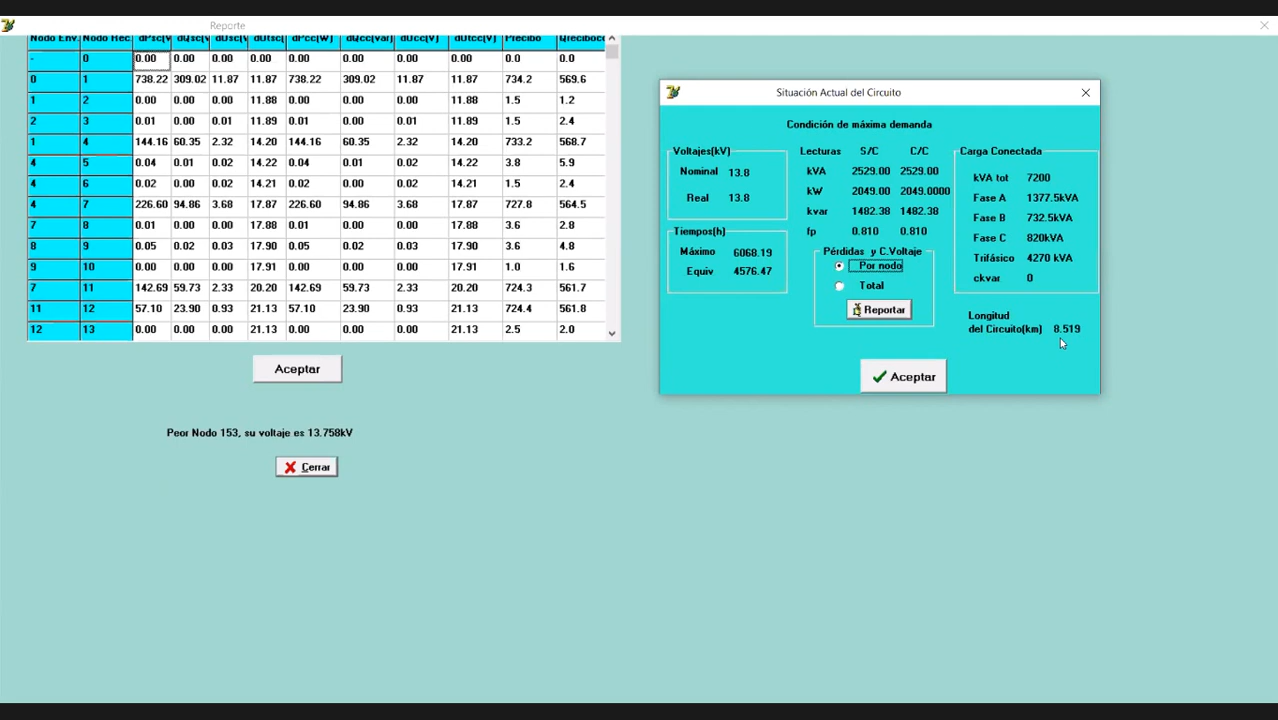 Reporte
Nodo Env. Nodo Rec. dPsc(v dQsc(v dUsc(v dUtsc( dPcc(W) dQcc(var) dUcc(V) dUtcc(V) Precibo Qrecibocc
- 0 0.00 0.00 0.00 0.00 0.00 0.00 0.00 0.00 0.0 0.0
0 1 738.22 309.02 11.87 11.87 738.22 309.02 11.87 11.87 734.2 569.6
1 2 0.00 0.00 0.00 11.88 0.00 0.00 0.00 11.88 1.5 1.2
2 3 0.01 0.00 0.01 11.89 0.01 0.00 0.01 11.89 1.5 2.4
1 4 144.16 60.35 2.32 14.20 144.16 60.35 2.32 14.20 733.2 568.7
4 5 0.04 0.01 0.02 14.22 0.04 0.01 0.02 14.22 3.8 5.9
4 6 0.02 0.00 0.02 14.21 0.02 0.00 0.02 14.21 1.5 2.4
4 7 226.60 94.86 3.68 17.87 226.60 94.86 3.68 17.87 727.8 564.5
7 8 0.01 0.00 0.00 17.88 0.01 0.00 0.00 17.88 3.6 2.8
8 9 0.05 0.02 0.03 17.90 0.05 0.02 0.03 17.90 3.6 4.8
9 10 0.00 0.00 0.00 17.91 0.00 0.00 0.00 17.91 1.0 1.6
7 11 142.69 59.73 2.33 20.20 142.69 59.73 2.33 20.20 724.3 561.7
11 12 57.10 23.90 0.93 21.13 57.10 23.90 0.93 21.13 724.4 561.8
12 13 0.00 0.00 0.00 21.13 0.00 0.00 0.00 21.13 2.5 2.0
Aceptar
Peor Nodo 153, su voltaje es 13.758kV
Cerrar
Situación Actual del Circuito
Condición de máxima demanda
Voltajes(kV)
Nominal 13.8
Real 13.8
Tiempos(h)
Máximo 6068.19
Equiv 4576.47
Lecturas S/C C/C
kVA 2529.00 2529.00
kW 2049.00 2049.0000
kvar 1482.38 1482.38
fp 0.810 0.810
Pérdidas y C.Voltaje
Por nodo
Total
Reportar
Carga Conectada
kVA tot 7200
Fase A 1377.5kVA
Fase B 732.5kVA
Fase C 820kVA
Trifásico 4270 kVA
ckvar 0
Longitud
del Circuito(km) 8.519
Aceptar